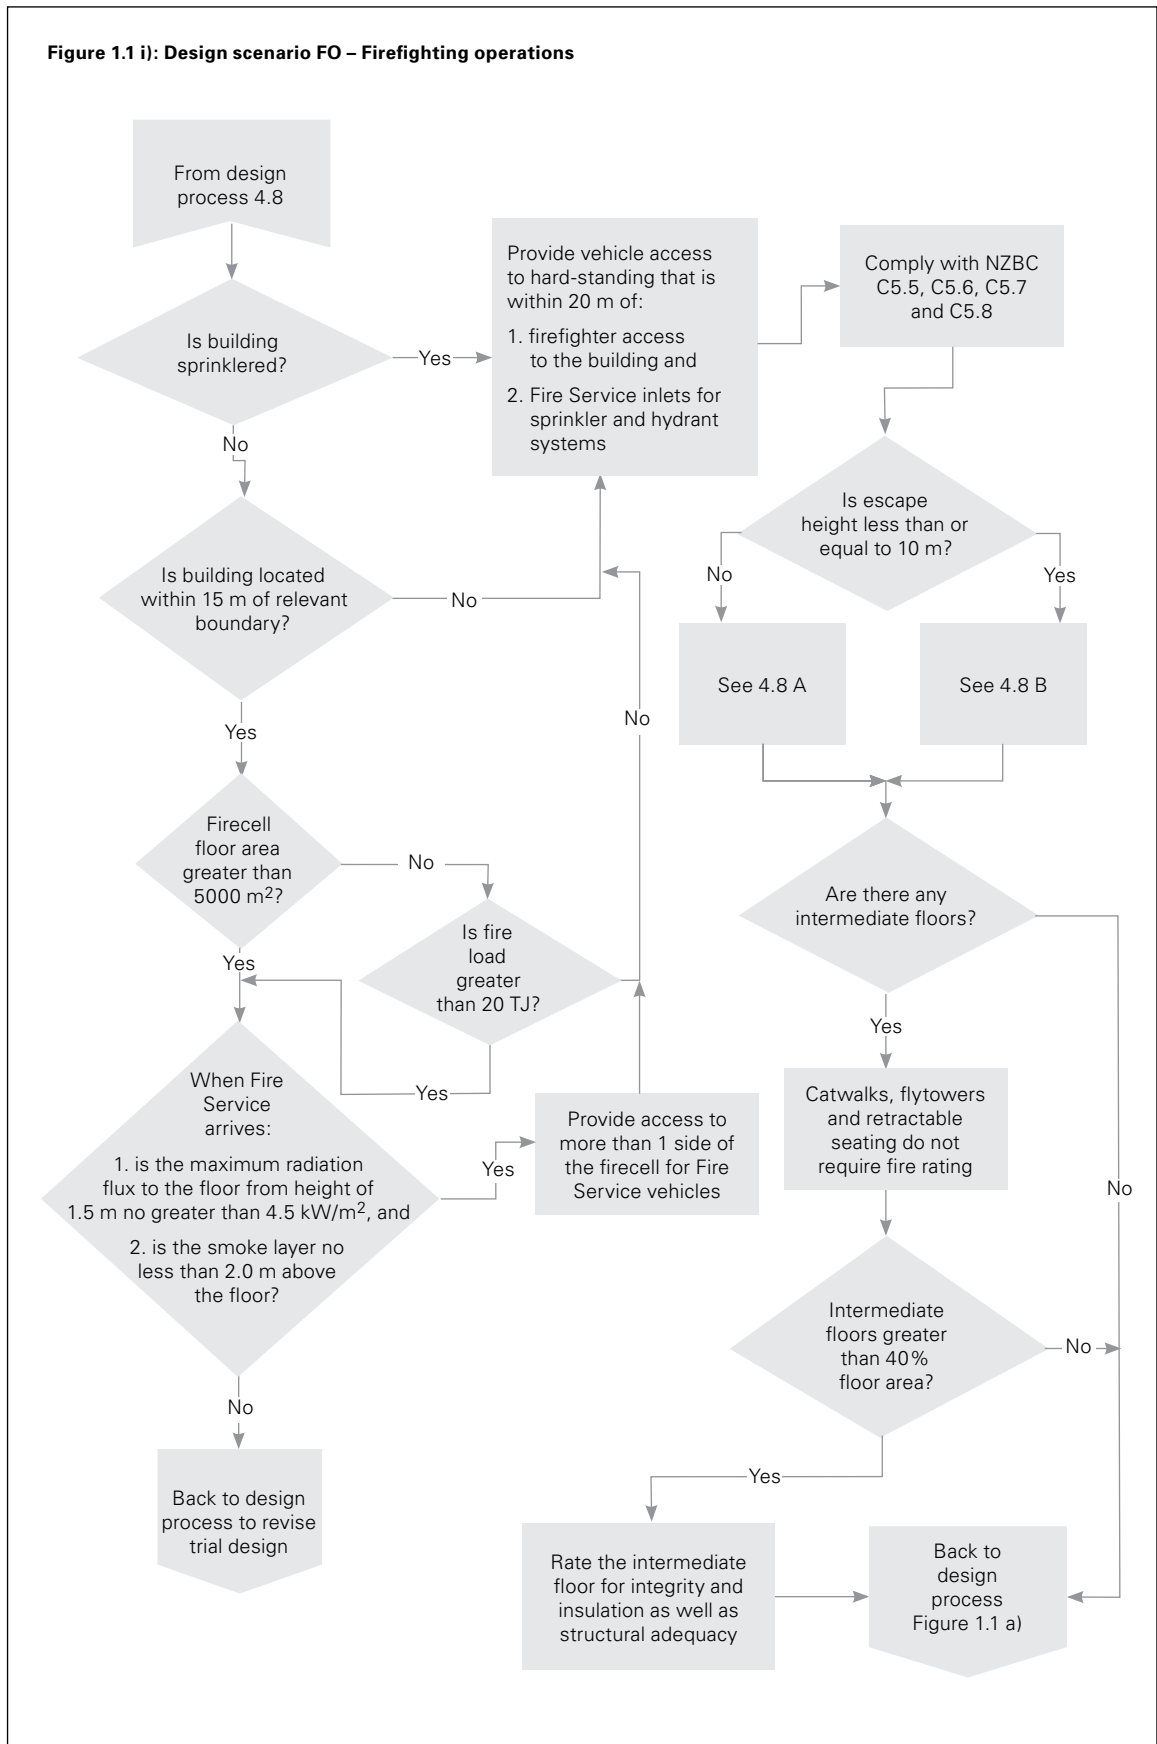 Figure 1.1 i): Design scenario FO – Firefighting operations
From design
process 4.8
Is building
sprinklered?
Yes
No
Provide vehicle access
to hard-standing that is
within 20 m of:
1. firefighter access
to the building and
2. Fire Service inlets for
sprinkler and hydrant
systems
Comply with NZBC
C5.5, C5.6, C5.7
and C5.8
Is building located
within 15 m of relevant
boundary?
No
Yes
Is escape
height less than or
equal to 10 m?
No
Yes
See 4.8 A
See 4.8 B
Firecell
floor area
greater than
5000 m²?
No
Yes
Is fire
load
greater
than 20 TJ?
No
Yes
When Fire
Service
arrives:
1. is the maximum radiation
flux to the floor from height of
1.5 m no greater than 4.5 kW/m², and
2. is the smoke layer no
less than 2.0 m above
the floor?
Yes
No
Provide access to
more than 1 side of
the firecell for Fire
Service vehicles
Back to design
process to revise
trial design
Are there any
intermediate floors?
Yes
No
Catwalks, flytowers
and retractable
seating do not
require fire rating
Intermediate
floors greater
than 40%
floor area?
No
Yes
Rate the intermediate
floor for integrity and
insulation as well as
structural adequacy
Back to
design
process
Figure 1.1 a)